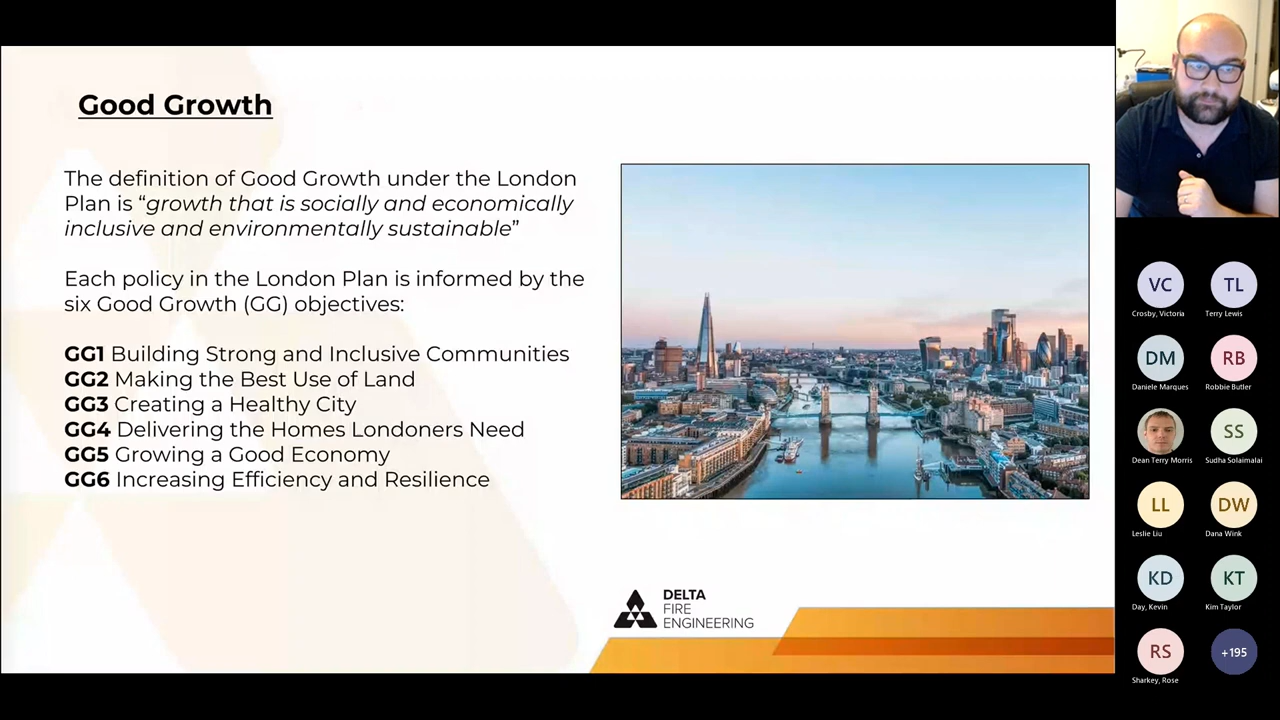 Good Growth
The definition of Good Growth under the London
Plan is “growth that is socially and economically
inclusive and environmentally sustainable”
Each policy in the London Plan is informed by the
six Good Growth (GG) objectives:
GG1 Building Strong and Inclusive Communities
GG2 Making the Best Use of Land
GG3 Creating a Healthy City
GG4 Delivering the Homes Londoners Need
GG5 Growing a Good Economy
GG6 Increasing Efficiency and Resilience
DELTA
FIRE
ENGINEERING
VC
TL
Crosby, Victoria
Terry Lewis
DM
RB
Daniele Marques
Robbie Butler
SS
Dean Terry Morris
Sudha Solaimalai
LL
DW
Leslie Liu
Dana Wink
KD
KT
Day, Kevin
Kim Taylor
RS
+195
Sharkey, Rose